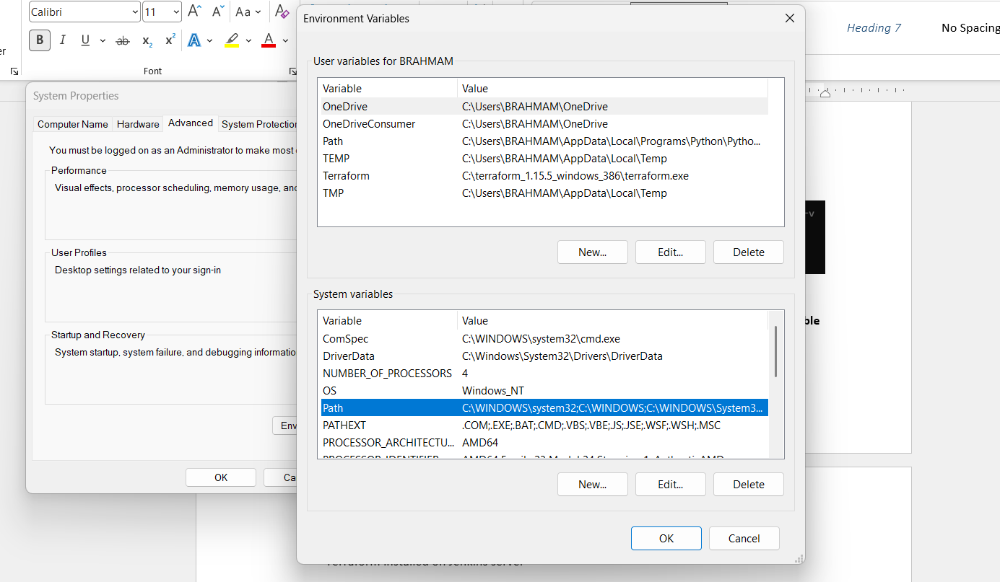 Calibri
11
Aa
Heading 7
No Spacing
er
B I U ab x2 x2 A A
Font
Environment Variables
User variables for BRAHMAM
Variable Value
OneDrive C:\Users\BRAHMAM\OneDrive
OneDriveConsumer C:\Users\BRAHMAM\OneDrive
Path C:\Users\BRAHMAM\AppData\Local\Programs\Python\Pytho...
TEMP C:\Users\BRAHMAM\AppData\Local\Temp
Terraform C:\terraform_1.15.5_windows_386\terraform.exe
TMP C:\Users\BRAHMAM\AppData\Local\Temp
New... Edit... Delete
System variables
Variable Value
ComSpec C:\WINDOWS\system32\cmd.exe
DriverData C:\Windows\System32\Drivers\DriverData
NUMBER_OF_PROCESSORS 4
OS Windows_NT
Path C:\WINDOWS\system32;C:\WINDOWS;C:\WINDOWS\System3...
PATHEXT .COM;.EXE;.BAT;.CMD;.VBS;.VBE;.JS;.JSE;.WSF;.WSH;.MSC
PROCESSOR_ARCHITECTU... AMD64
New... Edit... Delete
OK Cancel
System Properties
Computer Name Hardware Advanced System Protection
You must be logged on as an Administrator to make most
Performance
Visual effects, processor scheduling, memory usage, and
User Profiles
Desktop settings related to your sign-in
Startup and Recovery
System startup, system failure, and debugging informatio
Env
OK Ca
-v
ble